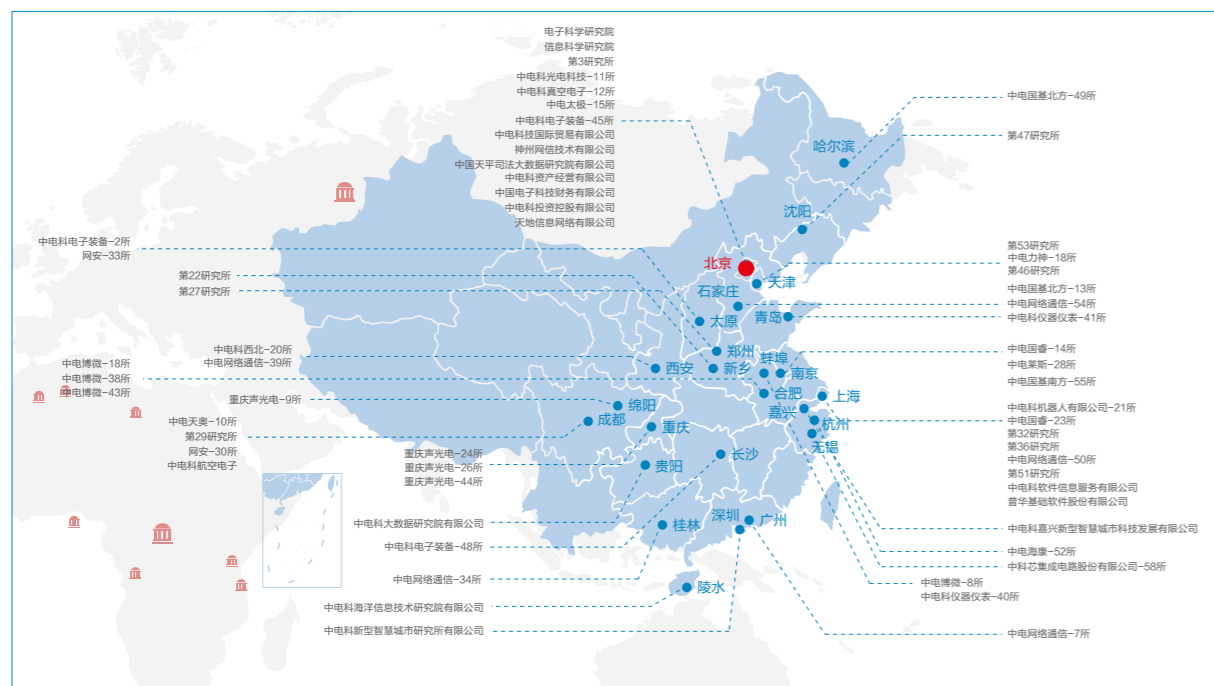 电子科学研究院
信息科学研究院
第3研究所
中电科光电科技-11所
中电科真空电子-12所
中电太极-15所
中电科电子装备-45所
中电科技国际贸易有限公司
神州网信技术有限公司
中国天平司法大数据研究院有限公司
中电科资产经营有限公司
中国电子科技财务有限公司
中电科投资控股有限公司
天地信息网络有限公司
中电国基北方-49所
第47研究所
哈尔滨
沈阳
北京
天津
石家庄
太原
青岛
郑州
新乡
蚌埠
南京
西安
合肥
上海
嘉兴
杭州
无锡
绵阳
成都
重庆
贵阳
长沙
桂林
深圳
广州
陵水
中电科电子装备-2所
网安-33所
第22研究所
第27研究所
中电科西北-20所
中电网络通信-39所
中电博微-18所
中电博微-38所
中电博微-43所
重庆声光电-9所
中电天奥-10所
第29研究所
网安-30所
中电科航空电子
重庆声光电-24所
重庆声光电-26所
重庆声光电-44所
中电科大数据研究院有限公司
中电科电子装备-48所
中电网络通信-34所
中电科海洋信息技术研究院有限公司
中电科新型智慧城市研究所有限公司
第53研究所
中电力神-18所
第46研究所
中电国基北方-13所
中电网络通信-54所
中电科仪器仪表-41所
中电国睿-14所
中电莱斯-28所
中电国基南方-55所
中电科机器人有限公司-21所
中电国睿-23所
第32研究所
第36研究所
中电网络通信-50所
第51研究所
中电科软件信息服务有限公司
普华基础软件股份有限公司
中电科嘉兴新型智慧城市科技发展有限公司
中电海康-52所
中科芯集成电路股份有限公司-58所
中电博微-8所
中电科仪器仪表-40所
中电网络通信-7所